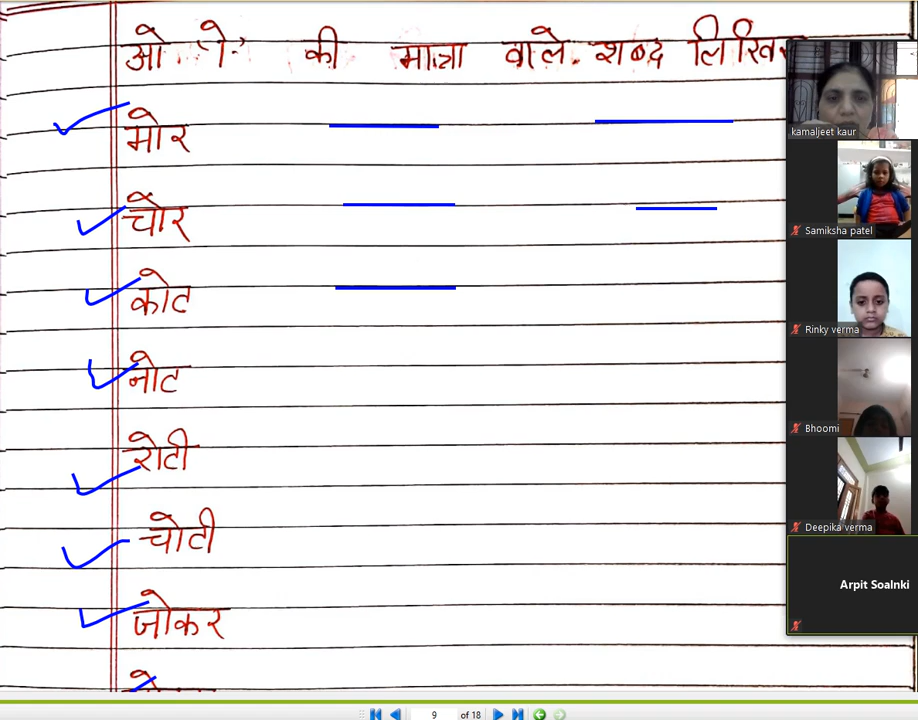 ओ ो की मात्रा वाले शब्द लिखिए
मोर
चोर
कोट
नोट
रोटी
चोटी
जोकर
kamaljeet kaur
Samiksha patel
Rinky verma
Bhoomi
Deepika verma
Arpit Soalnki
9 of 18